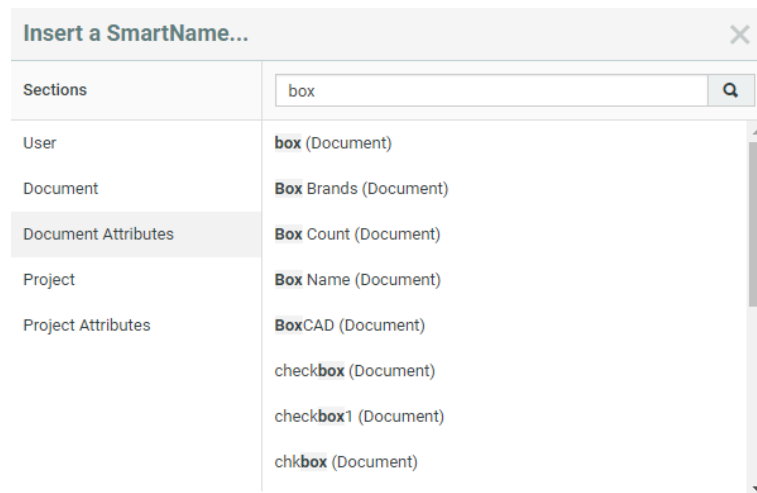 Insert a SmartName...
Sections
box
User
Document
Document Attributes
Project
Project Attributes
box (Document)
Box Brands (Document)
Box Count (Document)
Box Name (Document)
BoxCAD (Document)
checkbox (Document)
checkbox1 (Document)
chkbox (Document)